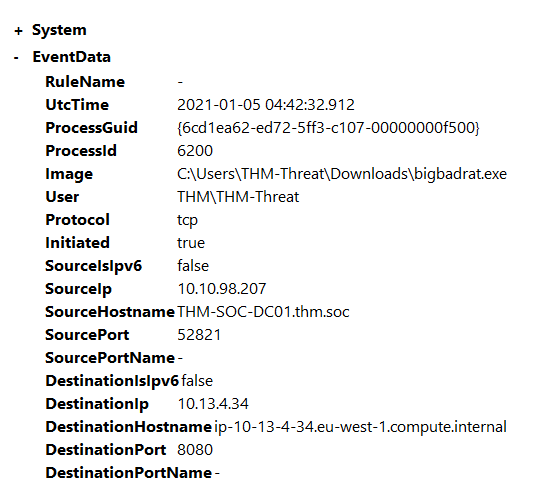 + System
- EventData
RuleName -
UtcTime 2021-01-05 04:42:32.912
ProcessGuid {6cd1ea62-ed72-5ff3-c107-00000000f500}
ProcessId 6200
Image C:\Users\THM-Threat\Downloads\bigbadrat.exe
User THM\THM-Threat
Protocol tcp
Initiated true
SourceIsIpv6 false
SourceIp 10.10.98.207
SourceHostname THM-SOC-DC01.thm.soc
SourcePort 52821
SourcePortName -
DestinationIsIpv6 false
DestinationIp 10.13.4.34
DestinationHostname ip-10-13-4-34.eu-west-1.compute.internal
DestinationPort 8080
DestinationPortName -